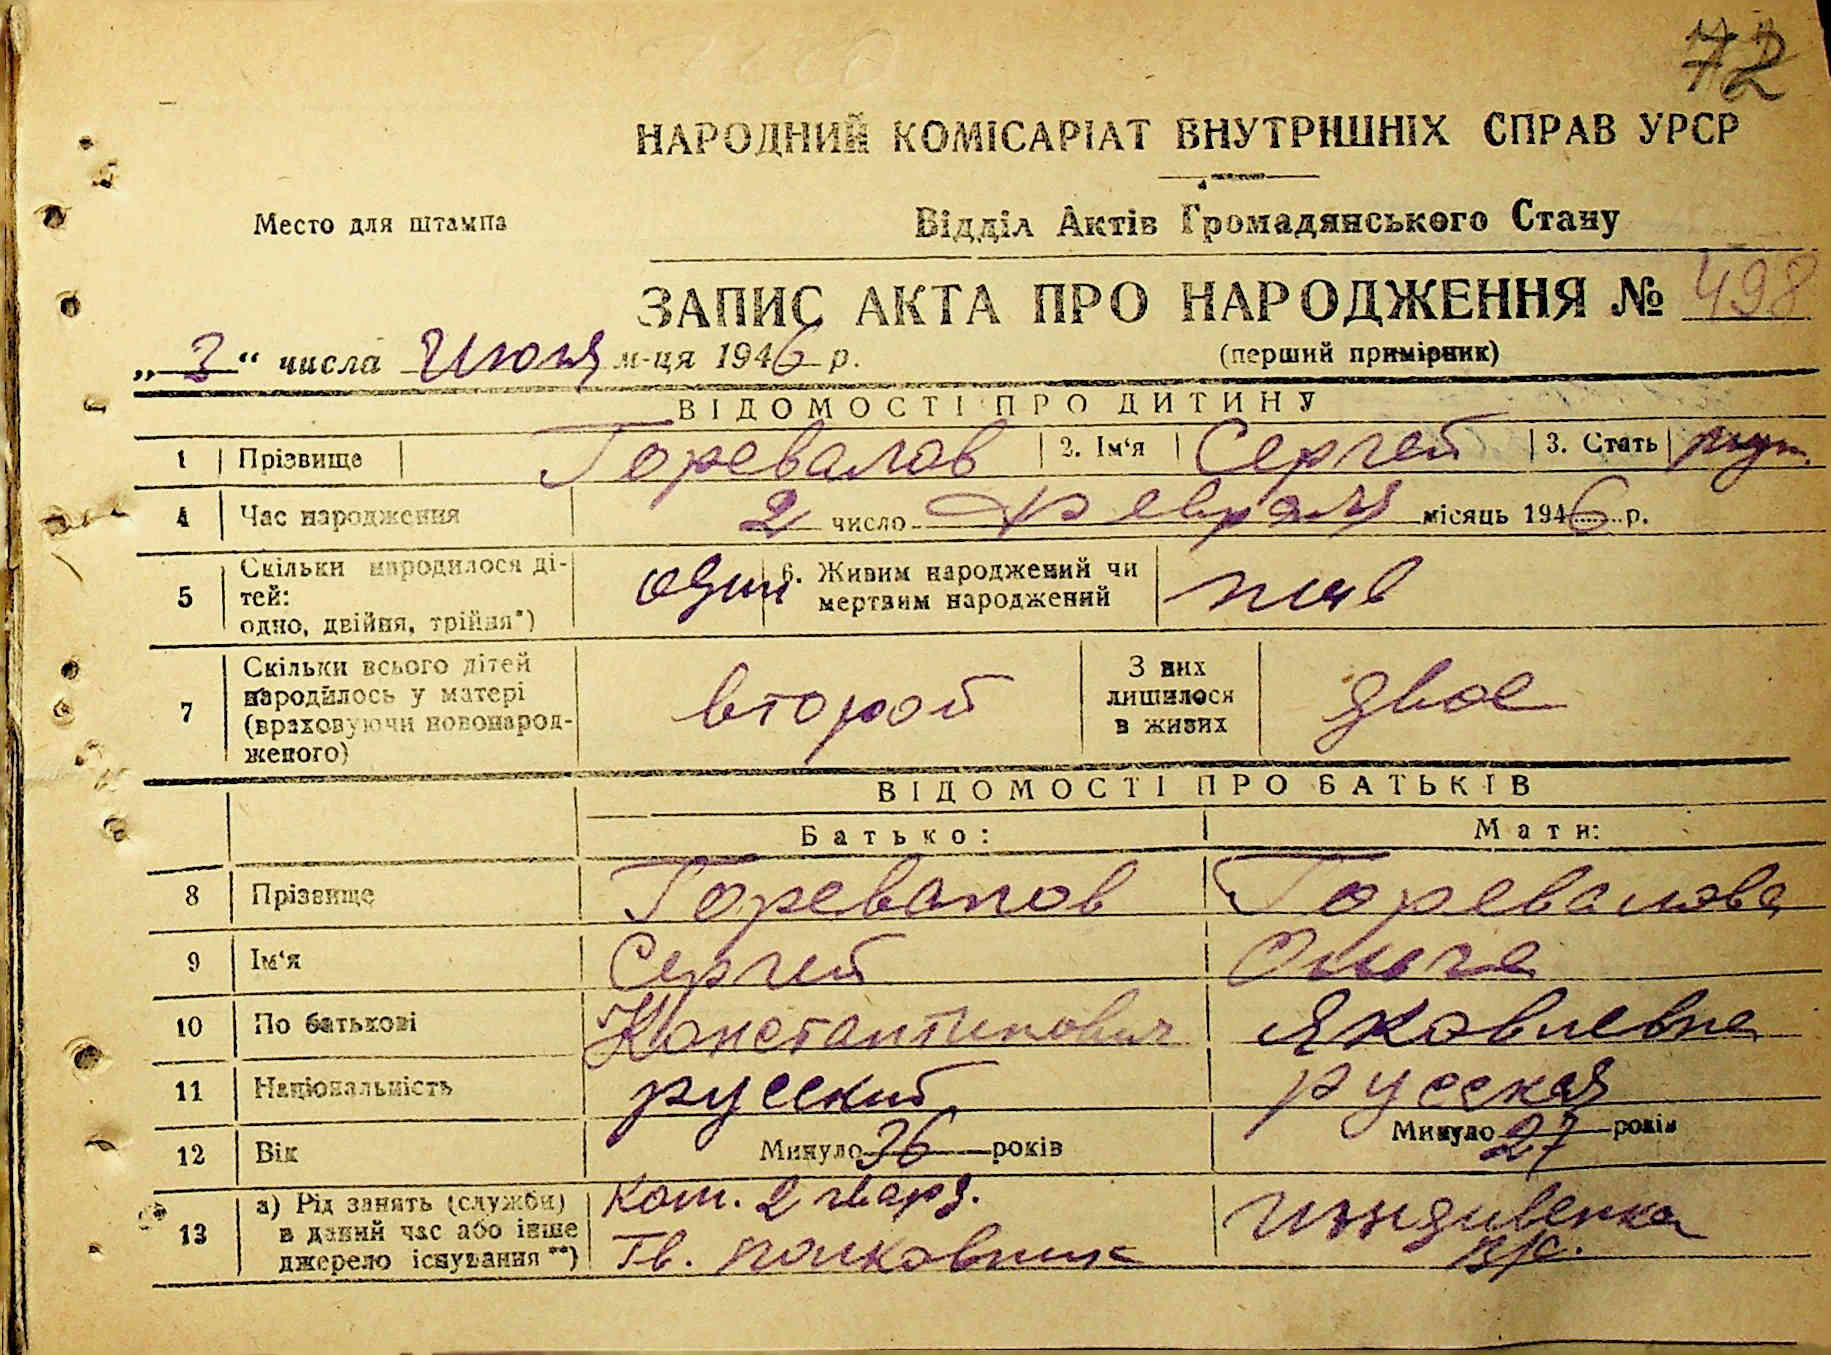 72
НАРОДНИЙ КОМІСАРІАТ ВНУТРІШНІХ СПРАВ УРСР
Место для штампа
Відділ Актів Громадянського Стану
ЗАПИС АКТА ПРО НАРОДЖЕННЯ № 498
„3“ числа Июня м-ця 1946 р.
(перший примірник)
ВІДОМОСТІ ПРО ДИТИНУ
1 Прізвище Горевалов 2. Ім‘я Сергей 3. Стать муж.
4 Час народження 2 число Февраля місяць 1946 р.
5 Скільки народилося ді-
тей:
одно, двійня, трійня*)
один 6. Живим народжений чи
мертвим народжений
жив
7 Скільки всього дітей
народилось у матері
(враховуючи новонарод-
женого)
второй
З них
лишилося
в живих
двое
ВІДОМОСТІ ПРО БАТЬКІВ
Батько: Мати:
8 Прізвище Горевалов Горевалова
9 Ім‘я Сергей Ольга
10 По батькові Константинович Яковлевна
11 Національність русский русская
12 Вік Минуло 36 років Минуло 27 років
13 а) Рід занять (служби)
в даний час або інше
джерело існування **)
Ком. 2 гвард.
Гв. полковник
Иждивенка